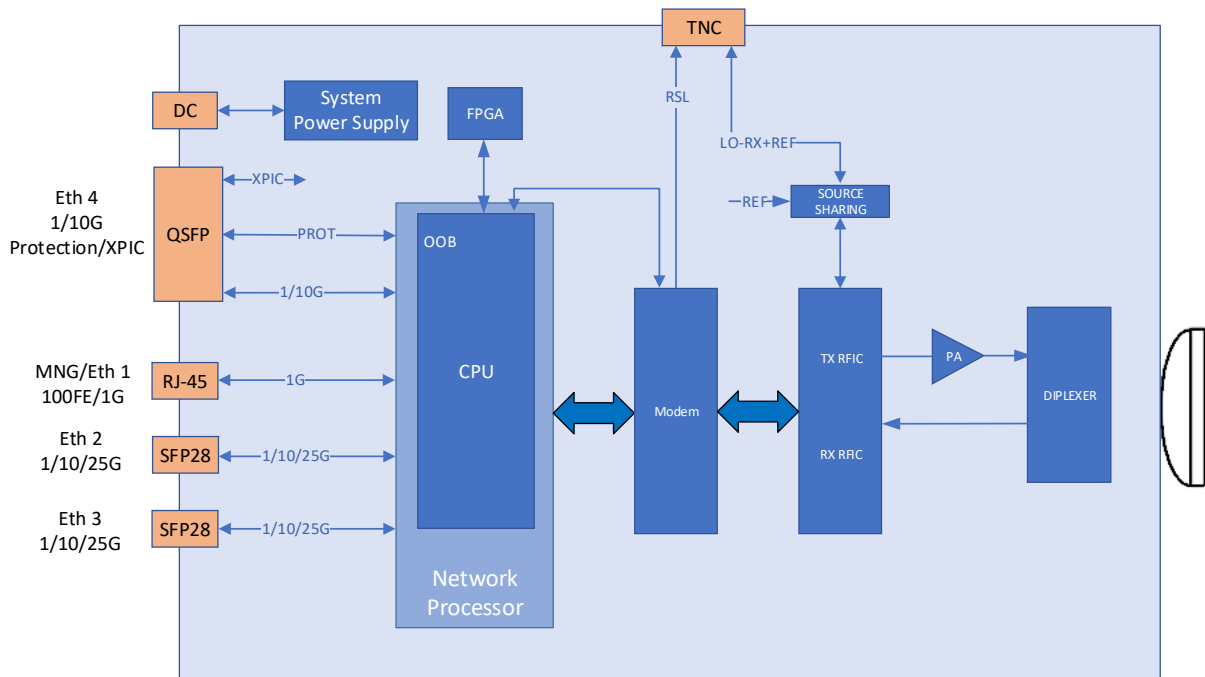 TNC
DC
System
Power Supply
FPGA
RSL
LO-RX+REF
Eth 4
1/10G
Protection/XPIC
QSFP
XPIC
PROT
1/10G
REF
SOURCE
SHARING
OOB
CPU
MNG/Eth 1
100FE/1G
RJ-45
1G
Eth 2
1/10/25G
SFP28
1/10/25G
Eth 3
1/10/25G
SFP28
1/10/25G
Network
Processor
Modem
TX RFIC
RX RFIC
PA
DIPLEXER